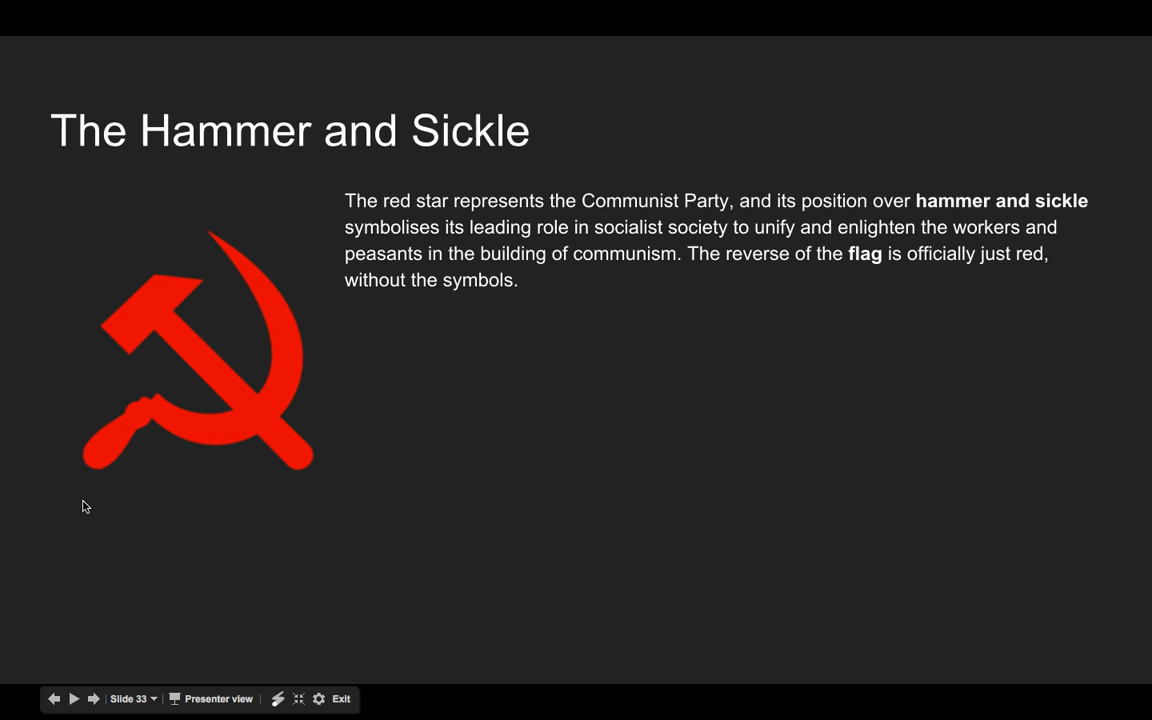 The Hammer and Sickle
The red star represents the Communist Party, and its position over hammer and sickle
symbolises its leading role in socialist society to unify and enlighten the workers and
peasants in the building of communism. The reverse of the flag is officially just red,
without the symbols.
Slide 33 Presenter view Exit